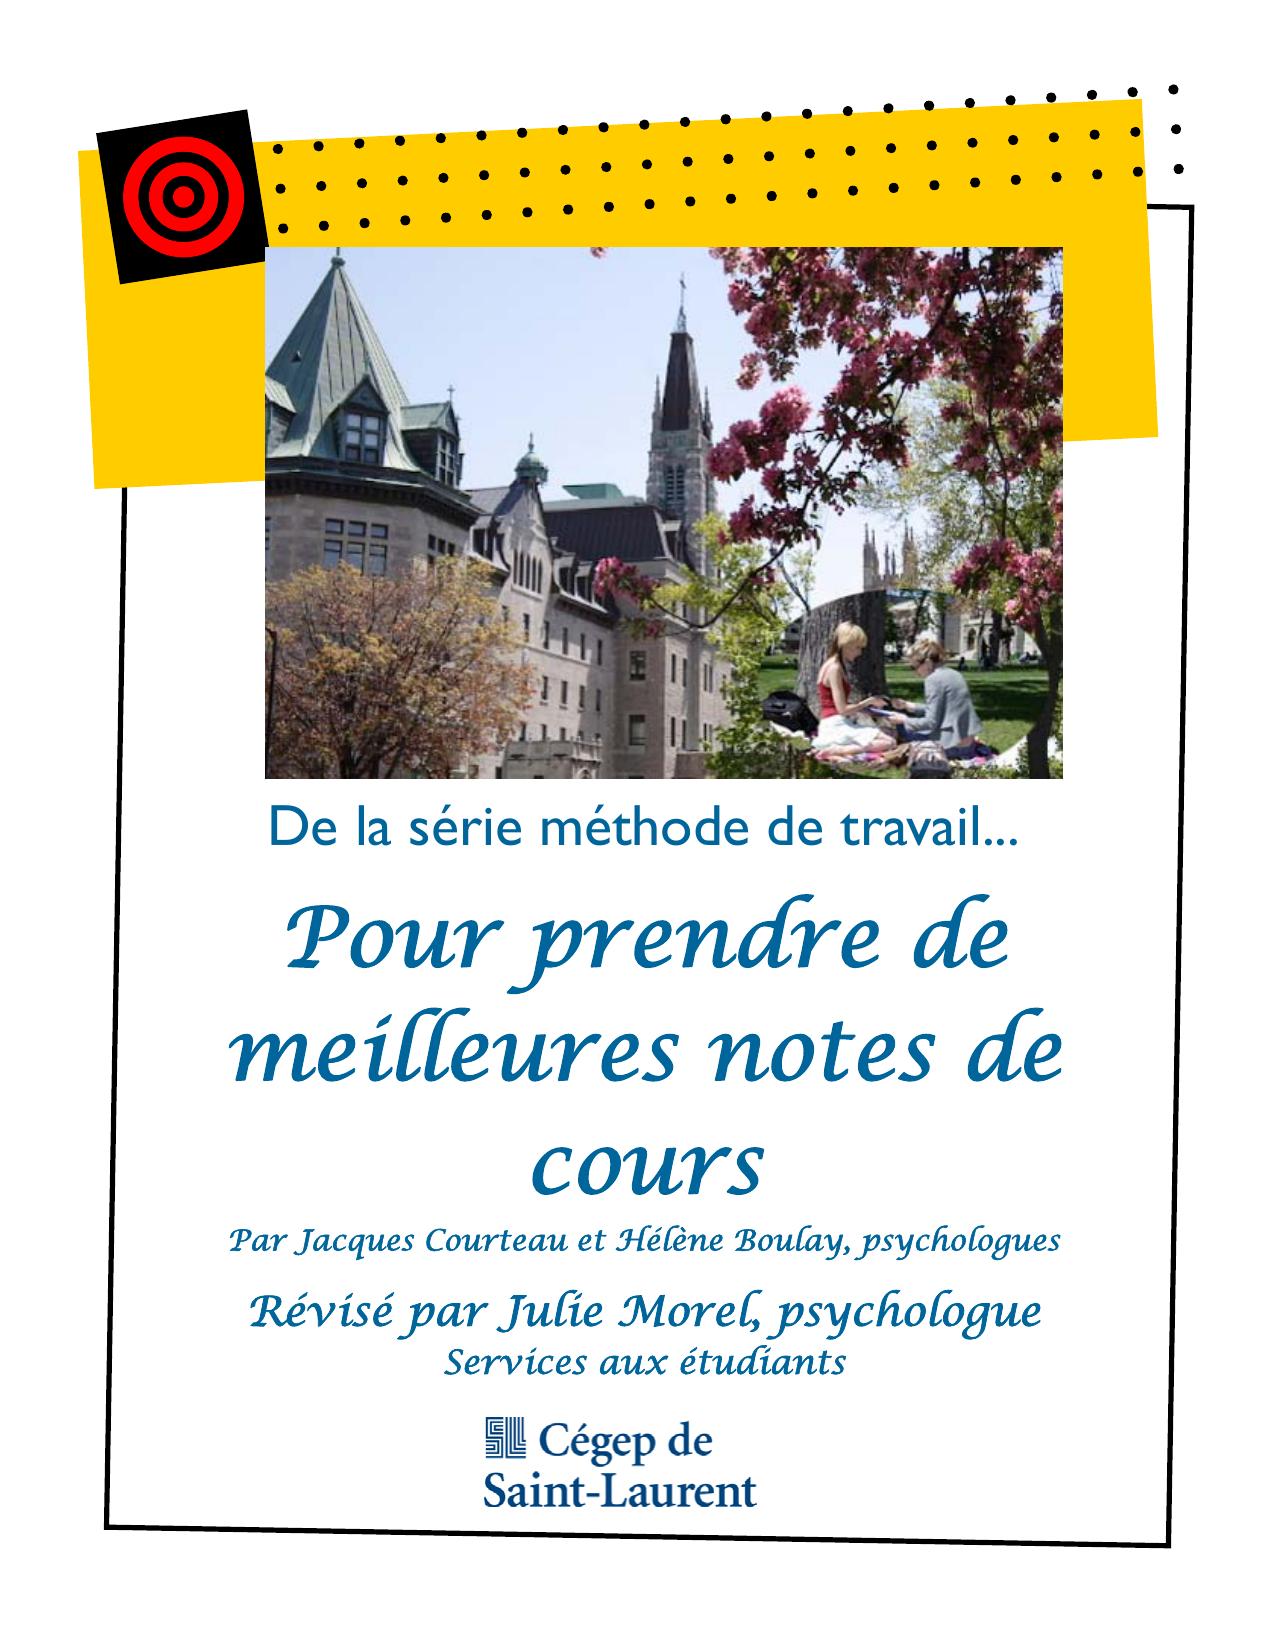 De la série méthode de travail...
Pour prendre de
meilleures notes de
cours
Par Jacques Courteau et Hélène Boulay, psychologues
Révisé par Julie Morel, psychologue
Services aux étudiants
Cégep de
Saint-Laurent